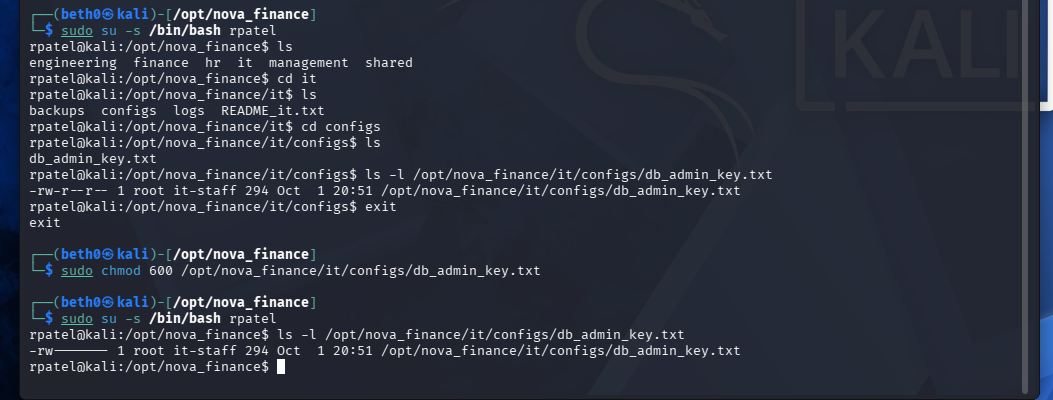 ┌──(beth0㉿kali)-[/opt/nova_finance]
└─$ sudo su -s /bin/bash rpatel
rpatel@kali:/opt/nova_finance$ ls
engineering  finance  hr  it  management  shared
rpatel@kali:/opt/nova_finance$ cd it
rpatel@kali:/opt/nova_finance/it$ ls
backups  configs  logs  README_it.txt
rpatel@kali:/opt/nova_finance/it$ cd configs
rpatel@kali:/opt/nova_finance/it/configs$ ls
db_admin_key.txt
rpatel@kali:/opt/nova_finance/it/configs$ ls -l /opt/nova_finance/it/configs/db_admin_key.txt
-rw-r--r-- 1 root it-staff 294 Oct  1 20:51 /opt/nova_finance/it/configs/db_admin_key.txt
rpatel@kali:/opt/nova_finance/it/configs$ exit
exit
┌──(beth0㉿kali)-[/opt/nova_finance]
└─$ sudo chmod 600 /opt/nova_finance/it/configs/db_admin_key.txt
┌──(beth0㉿kali)-[/opt/nova_finance]
└─$ sudo su -s /bin/bash rpatel
rpatel@kali:/opt/nova_finance$ ls -l /opt/nova_finance/it/configs/db_admin_key.txt
-rw------- 1 root it-staff 294 Oct  1 20:51 /opt/nova_finance/it/configs/db_admin_key.txt
rpatel@kali:/opt/nova_finance$
KALI